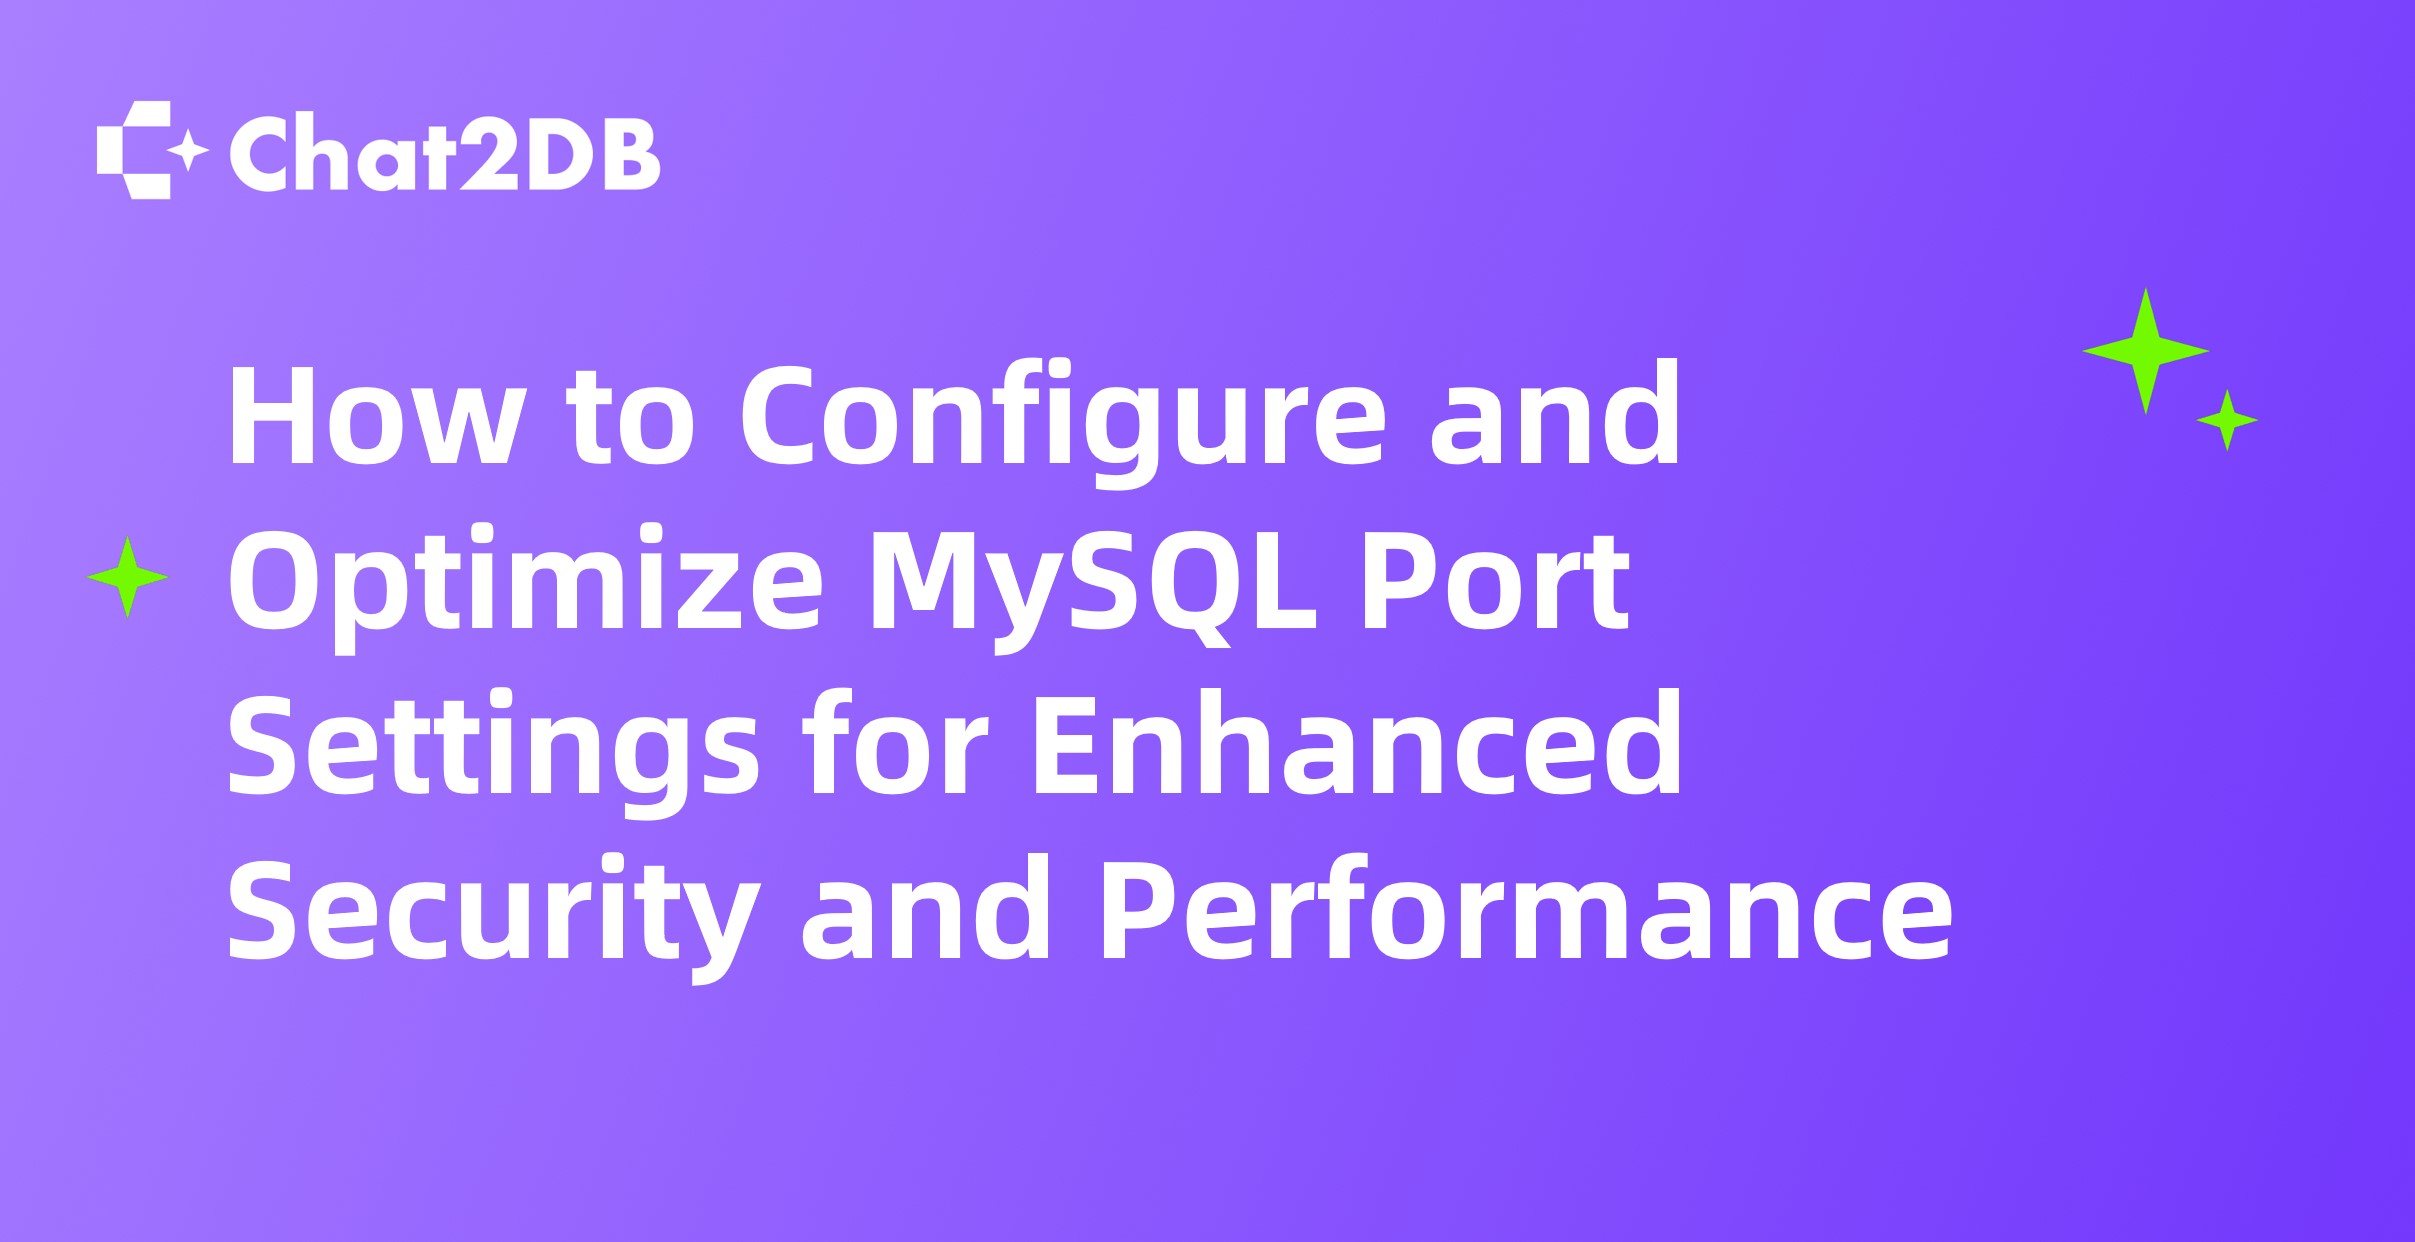 Chat2DB
How to Configure and
Optimize MySQL Port
Settings for Enhanced
Security and Performance